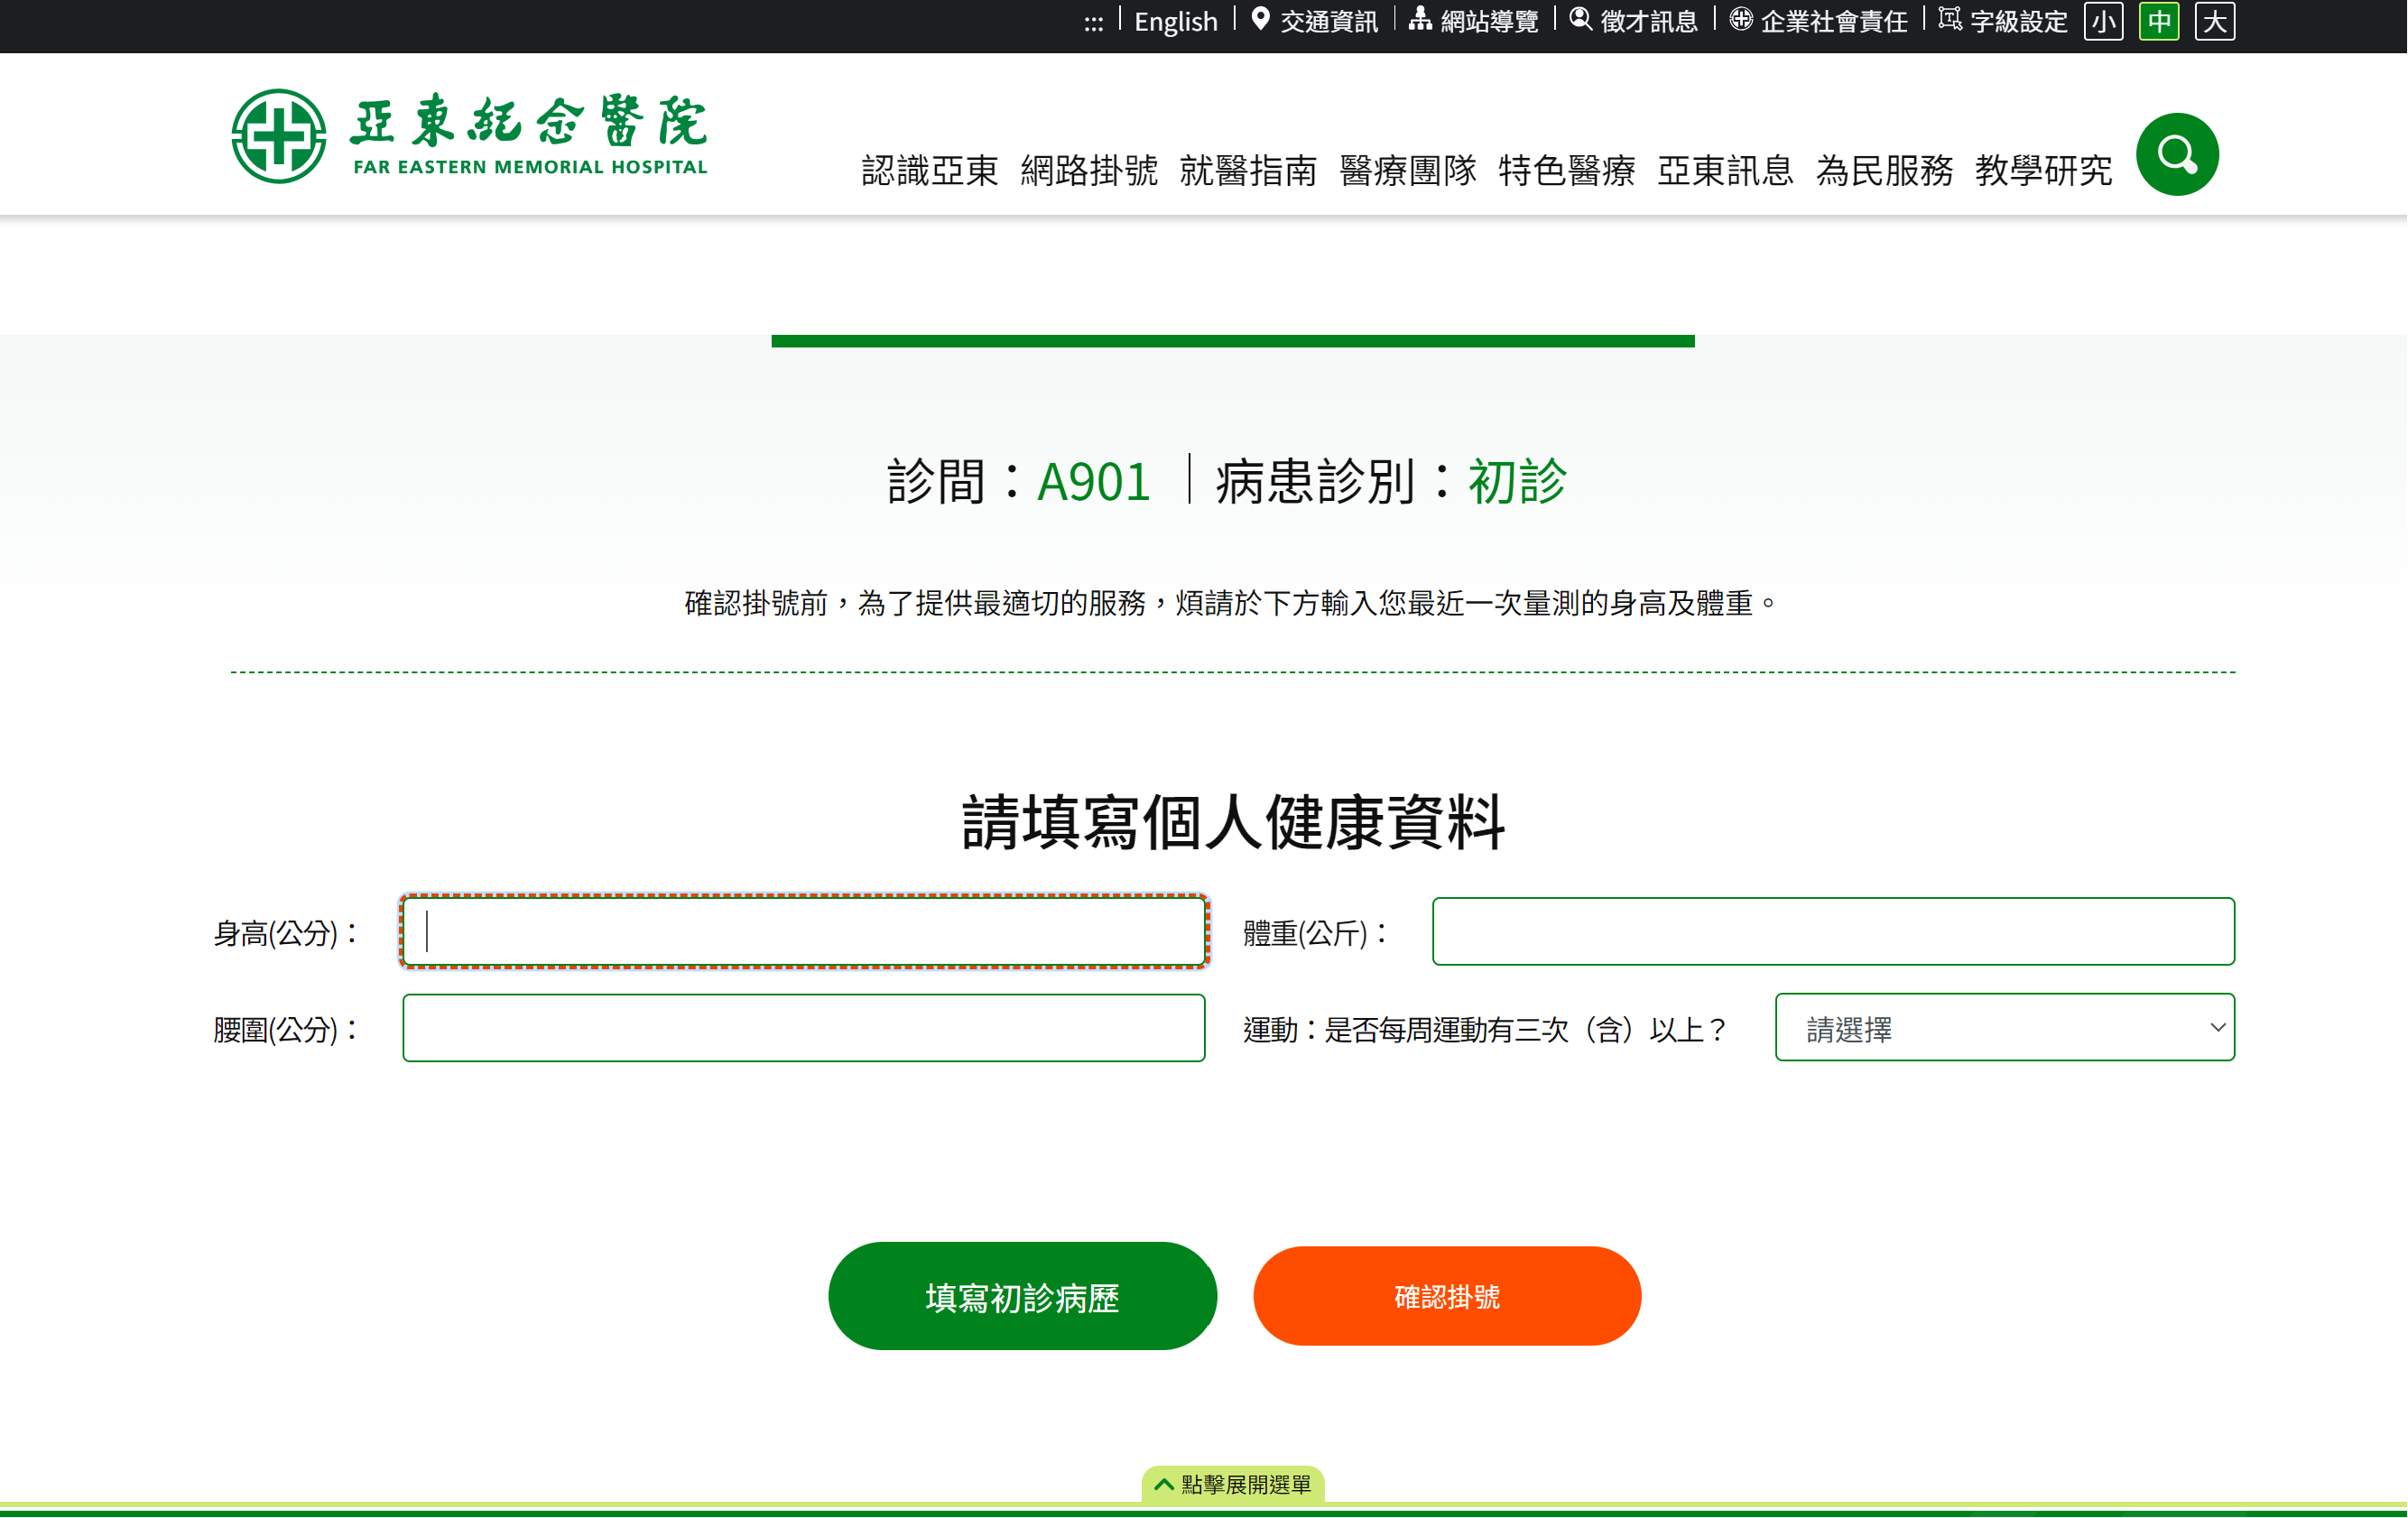 English 交通資訊 網站導覽 徵才訊息 企業社會責任 字級設定 小 中 大
亞東紀念醫院
FAR EASTERN MEMORIAL HOSPITAL
認識亞東 網路掛號 就醫指南 醫療團隊 特色醫療 亞東訊息 為民服務 教學研究
診間：A901｜病患診別：初診
確認掛號前，為了提供最適切的服務，煩請於下方輸入您最近一次量測的身高及體重。
請填寫個人健康資料
身高(公分)： 體重(公斤)：
腰圍(公分)： 運動：是否每周運動有三次（含）以上？ 請選擇
填寫初診病歷 確認掛號
點擊展開選單